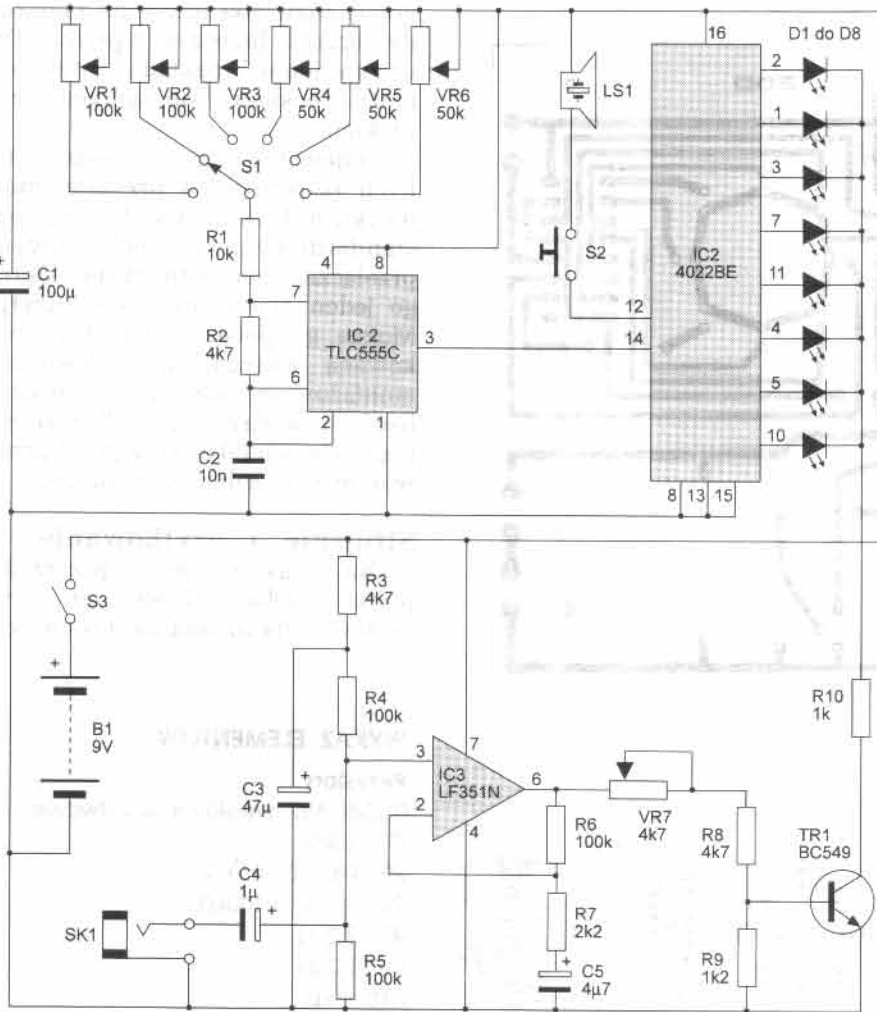 16
D1 do D8
2
LS1
VR1
100k
VR2
100k
VR3
100k
VR4
50k
VR5
50k
VR6
50k
1
S1
3
+
C1
100µ
R1
10k
4
8
S2
7
IC2
4022BE
7
11
R2
4k7
IC 2
TLC555C
3
12
14
4
6
5
2
1
10
C2
10n
8
13
15
R3
4k7
S3
+
B1
9V
R4
100k
R10
1k
+
C3
47µ
3
7
IC3
LF351N
6
2
4
VR7
4k7
R6
100k
R8
4k7
TR1
BC549
C4
1µ
+
R7
2k2
SK1
R5
100k
+
C5
4µ7
R9
1k2